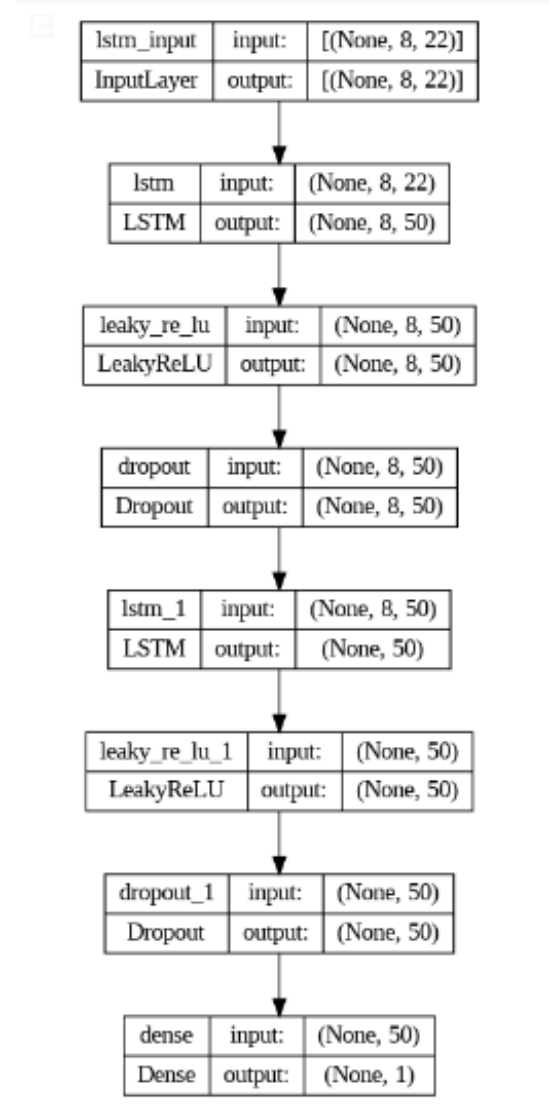 lstm_input input: [(None, 8, 22)]
InputLayer output: [(None, 8, 22)]
lstm input: (None, 8, 22)
LSTM output: (None, 8, 50)
leaky_re_lu input: (None, 8, 50)
LeakyReLU output: (None, 8, 50)
dropout input: (None, 8, 50)
Dropout output: (None, 8, 50)
lstm_1 input: (None, 8, 50)
LSTM output: (None, 50)
leaky_re_lu_1 input: (None, 50)
LeakyReLU output: (None, 50)
dropout_1 input: (None, 50)
Dropout output: (None, 50)
dense input: (None, 50)
Dense output: (None, 1)